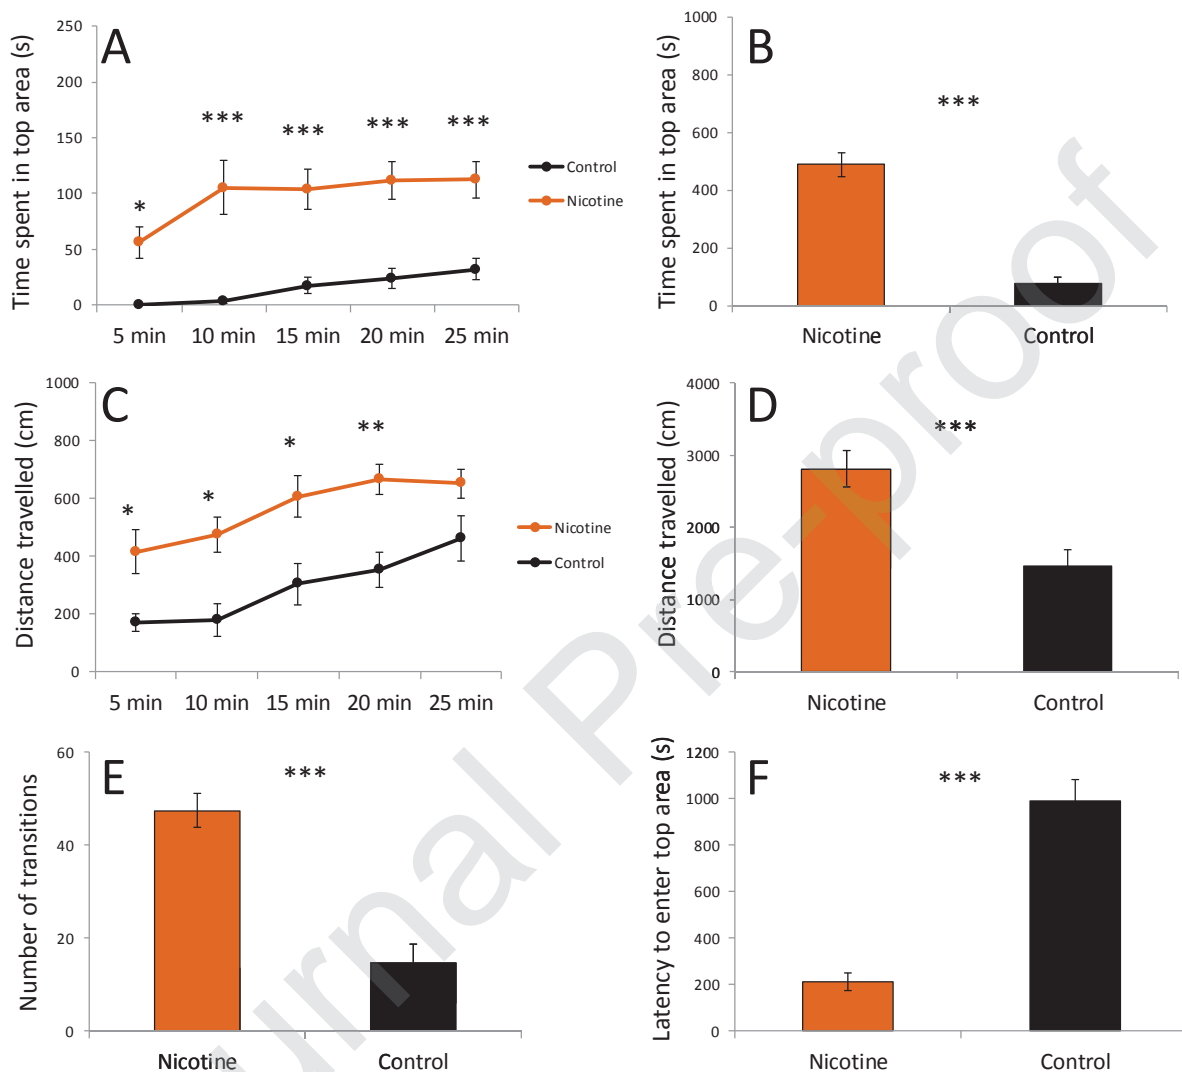 A
Time spent in top area (s)
250
200
150
100
50
0
*
***
***
***
***
Control
Nicotine
5 min 10 min 15 min 20 min 25 min
B
Time spent in top area (s)
1000
800
600
400
200
0
***
Nicotine Control
C
Distance travelled (cm)
1000
800
600
400
200
0
*
*
*
**
Nicotine
Control
5 min 10 min 15 min 20 min 25 min
D
Distance travelled (cm)
4000
3000
2000
1000
0
***
Nicotine Control
E
Number of transitions
60
40
20
0
***
Nicotine Control
F
Latency to enter top area (s)
1200
1000
800
600
400
200
0
***
Nicotine Control
urnal Pre-proof